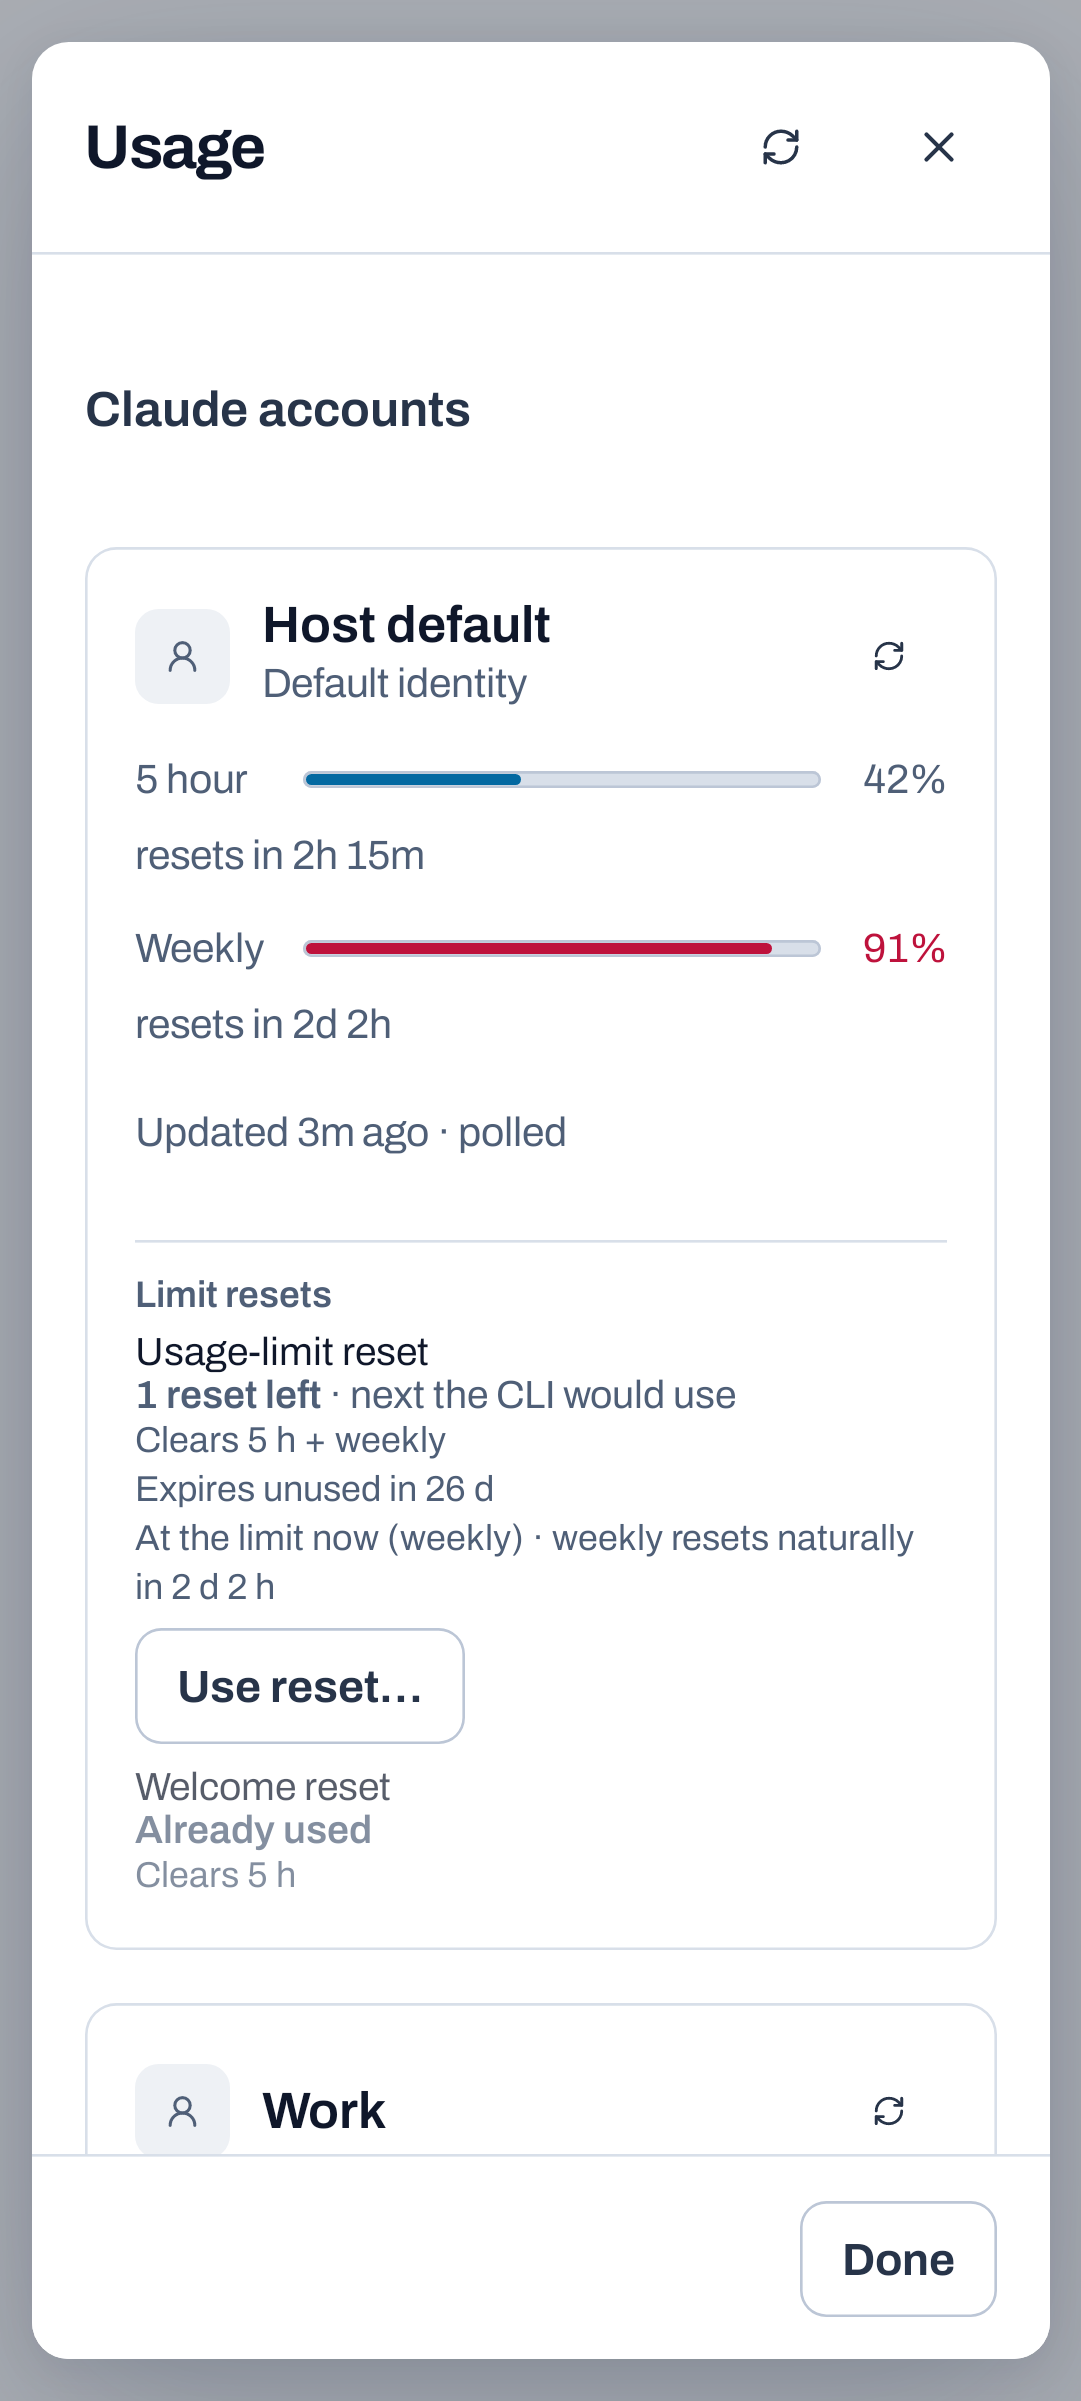 Usage
Claude accounts
Host default
Default identity
5 hour 42%
resets in 2h 15m
Weekly 91%
resets in 2d 2h
Updated 3m ago · polled
Limit resets
Usage-limit reset
1 reset left · next the CLI would use
Clears 5 h + weekly
Expires unused in 26 d
At the limit now (weekly) · weekly resets naturally
in 2 d 2 h
Use reset…
Welcome reset
Already used
Clears 5 h
Work
Done